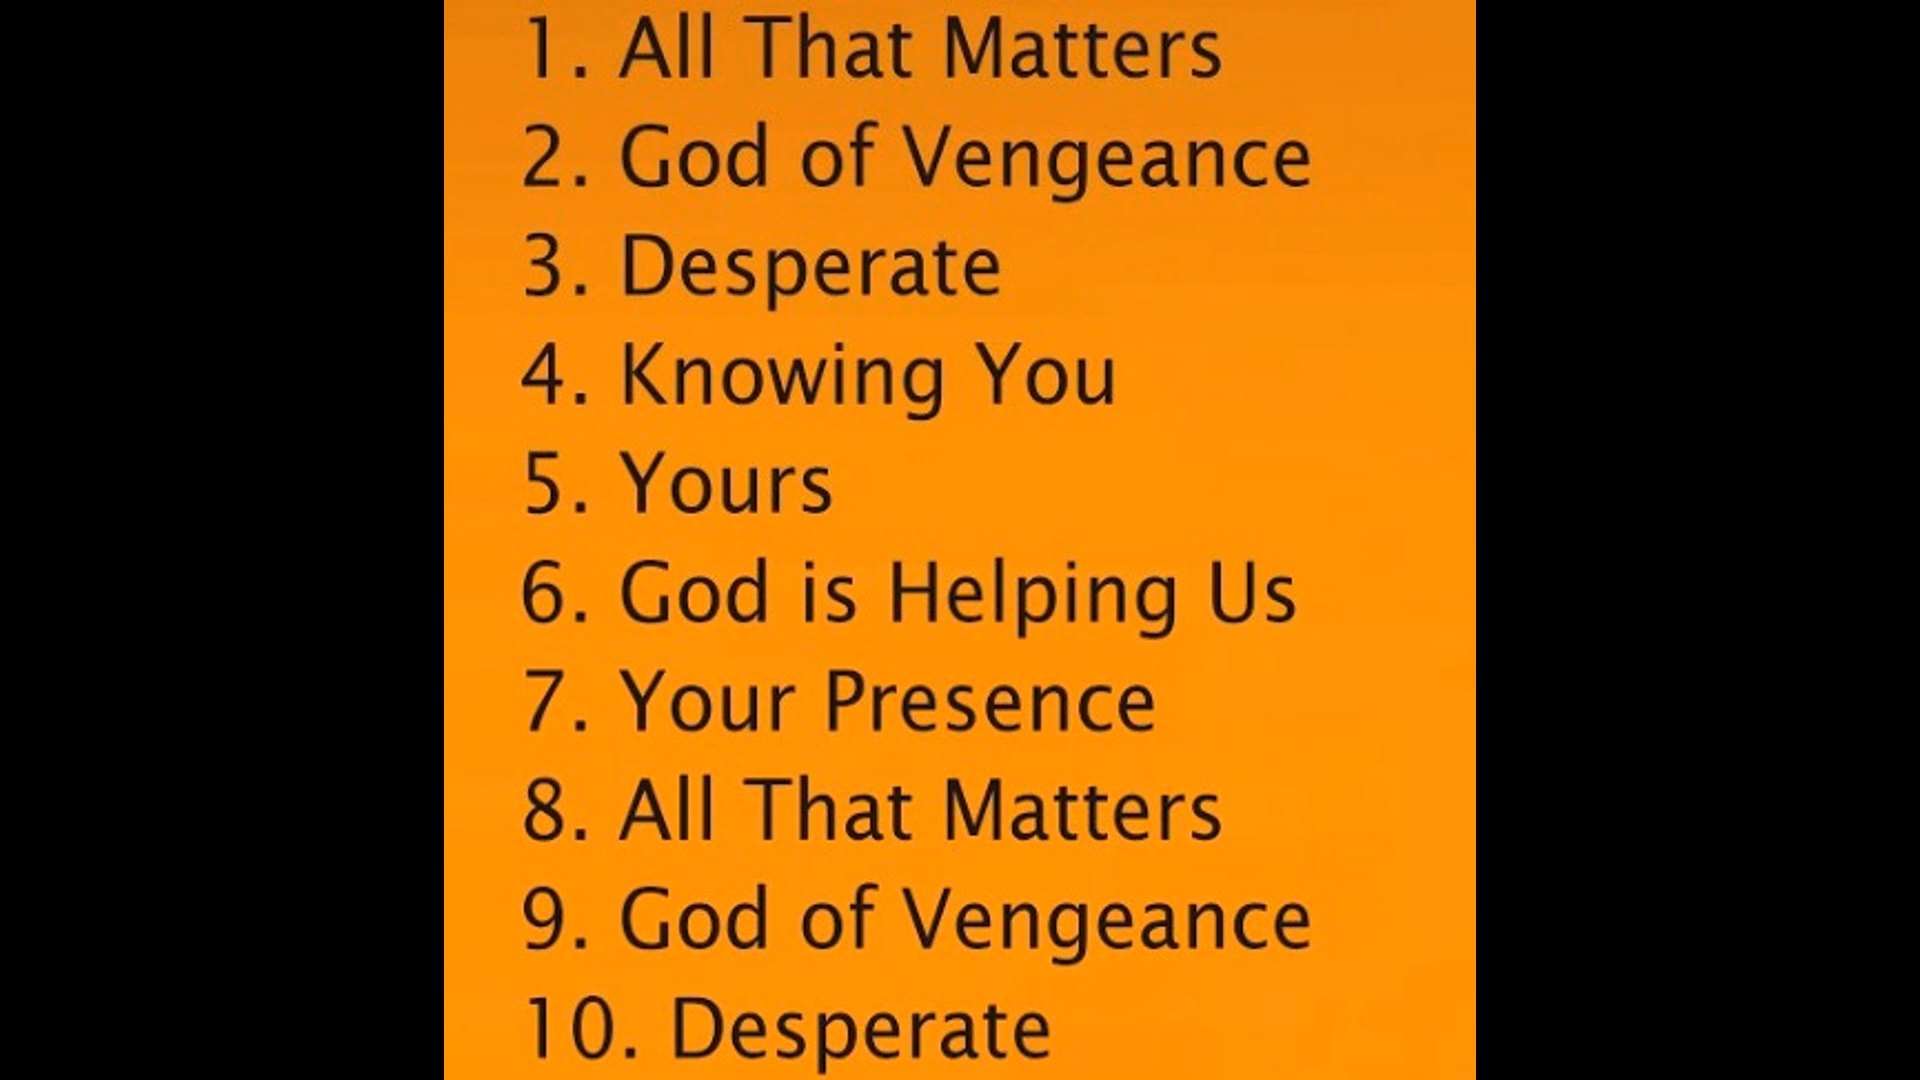 1. All That Matters
2. God of Vengeance
3. Desperate
4. Knowing You
5. Yours
6. God is Helping Us
7. Your Presence
8. All That Matters
9. God of Vengeance
10. Desperate